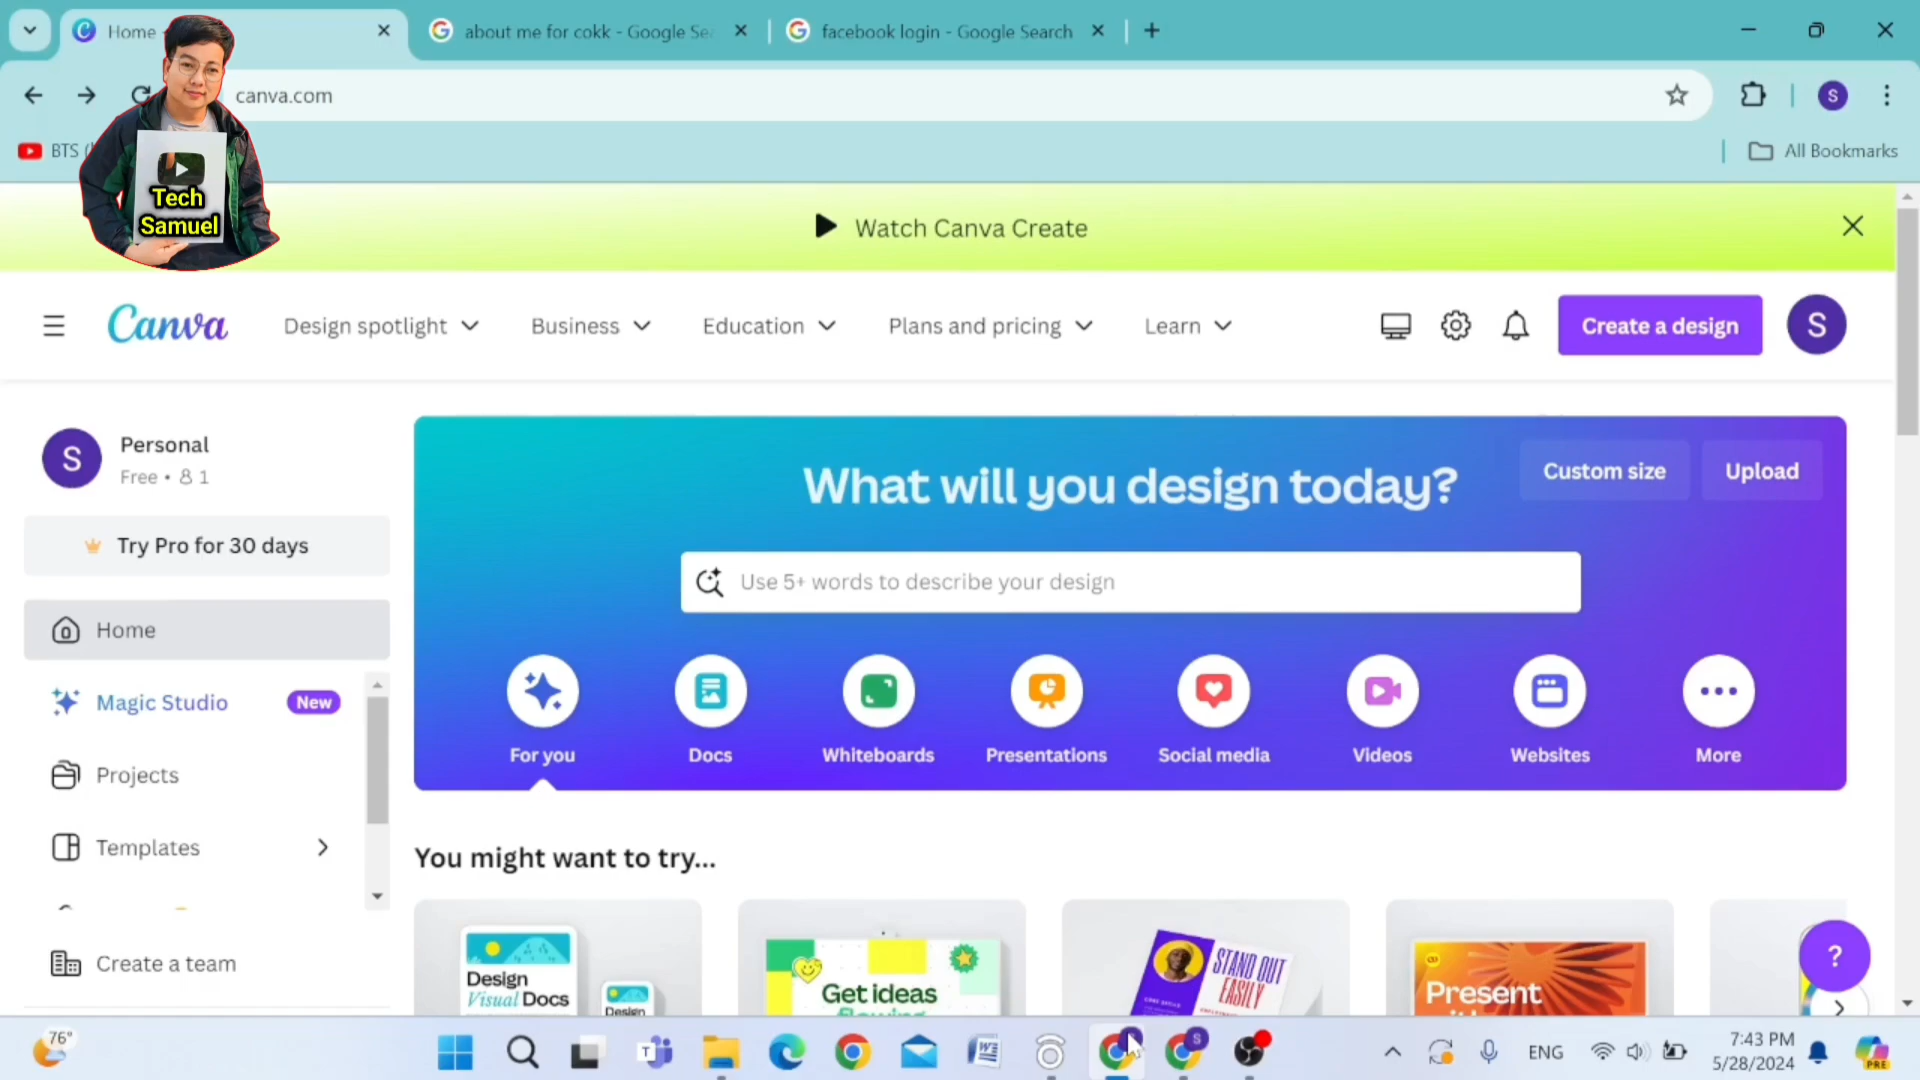 Home
about me for cokk - Google Se
facebook login - Google Search
canva.com
S
BTS
All Bookmarks
Tech
Samuel
Watch Canva Create
Canva
Design spotlight
Business
Education
Plans and pricing
Learn
Create a design
S
S
Personal
Free • 1
Try Pro for 30 days
Home
Magic Studio
New
Projects
Templates
Create a team
What will you design today?
Custom size
Upload
Use 5+ words to describe your design
For you
Docs
Whiteboards
Presentations
Social media
Videos
Websites
More
You might want to try...
Design
Visual Docs
Design
Get ideas
flowing
STAND OUT
EASILY
Present
?
76°
S
ENG
7:43 PM
5/28/2024
PRE